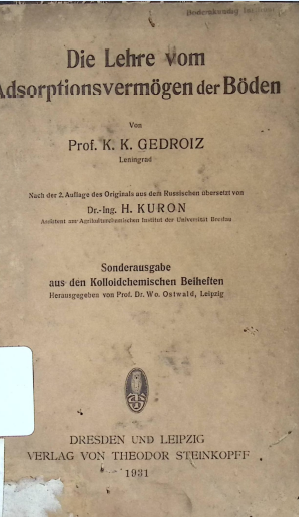 Die Lehre vom
Adsorptionsvermögen der Böden
Von
Prof. K. K. GEDROIZ
Leningrad
Nach der 2. Auflage des Originals aus dem Russischen übersetzt von
Dr.-Ing. H. KURON
Assistent am Agrikulturchemischen Institut der Universität Breslau
Sonderausgabe
aus den Kolloidchemischen Beiheften
Herausgegeben von Prof. Dr. Wo. Ostwald, Leipzig
DRESDEN UND LEIPZIG
VERLAG VON THEODOR STEINKOPFF
1931